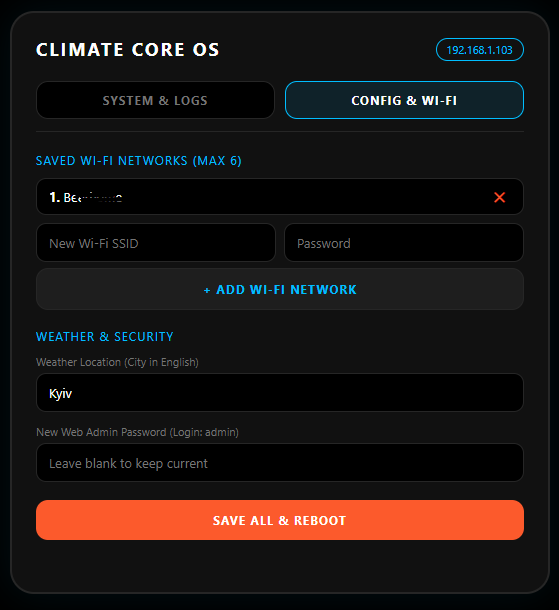 CLIMATE CORE OS
192.168.1.103
SYSTEM & LOGS
CONFIG & WI-FI
SAVED WI-FI NETWORKS (MAX 6)
1.
New Wi-Fi SSID
Password
+ ADD WI-FI NETWORK
WEATHER & SECURITY
Weather Location (City in English)
Kyiv
New Web Admin Password (Login: admin)
Leave blank to keep current
SAVE ALL & REBOOT